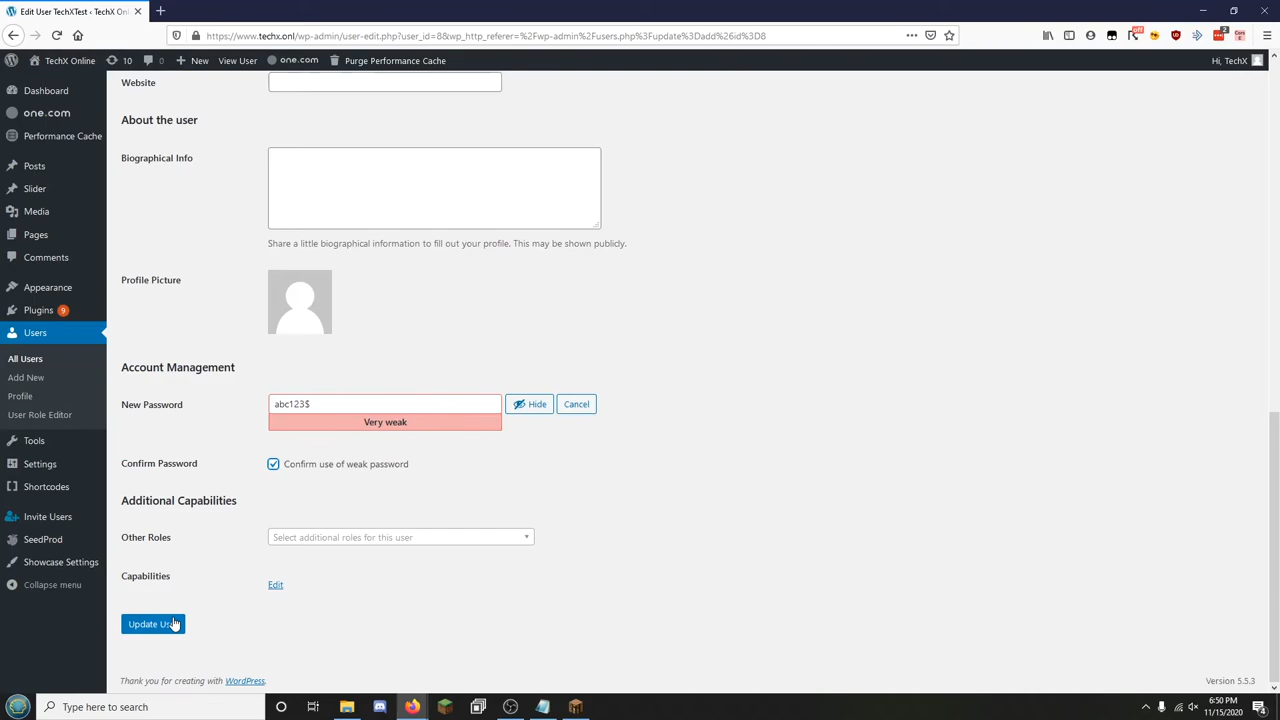 Edit User TechXTest ‹ TechX Onl
https://www.techx.onl/wp-admin/user-edit.php?user_id=8&wp_http_referer=%2Fwp-admin%2Fusers.php%3Fupdate%3Dadd%26id%3D8
TechX Online 10 0 New View User one.com Purge Performance Cache Hi, TechX
Dashboard
one.com
Performance Cache
Posts
Store
Media
Pages
Comments
Appearance
Plugins 9
Users
All Users
Add New
Profile
User Role Editor
Tools
Settings
Shortcodes
Invite Users
SeedProd
Showcase Settings
Collapse menu
Website
About the user
Biographical Info
Share a little biographical information to fill out your profile. This may be shown publicly.
Profile Picture
Account Management
New Password abc123$ Hide Cancel
Very weak
Confirm Password Confirm use of weak password
Additional Capabilities
Other Roles Select additional roles for this user
Capabilities
Edit
Update Us
Thank you for creating with WordPress. Version 5.5.3
Type here to search
6:50 PM
11/15/2020
4